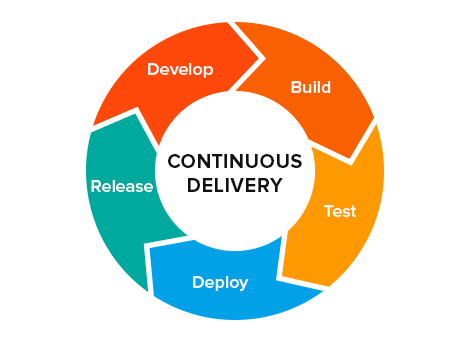 Develop
Build
CONTINUOUS
DELIVERY
Release
Test
Deploy